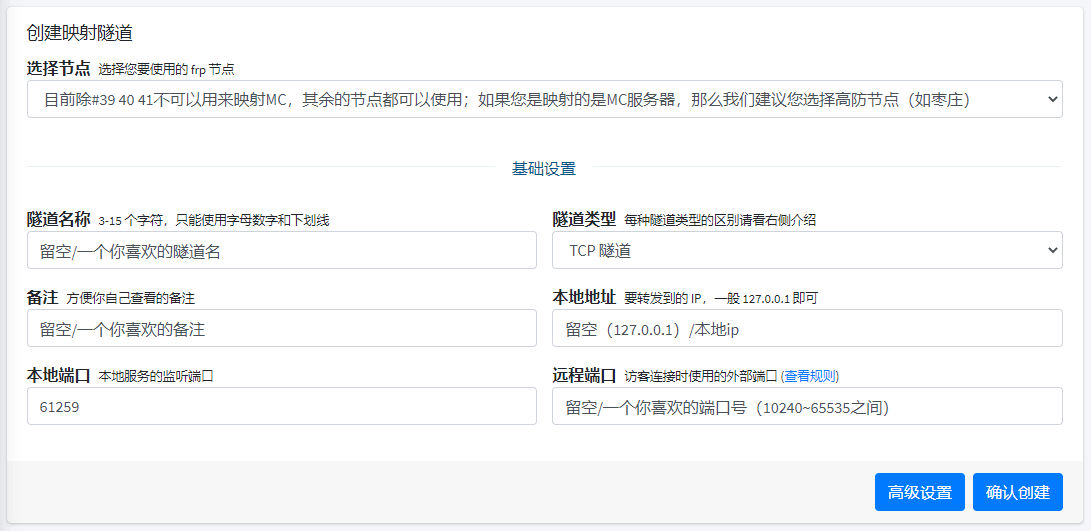 创建映射隧道
选择节点 选择您要使用的 frp 节点
目前除#39 40 41不可以用来映射MC，其余的节点都可以使用；如果您是映射的是MC服务器，那么我们建议您选择高防节点（如枣庄）
基础设置
隧道名称 3-15 个字符，只能使用字母数字和下划线
隧道类型 每种隧道类型的区别请看右侧介绍
留空/一个你喜欢的隧道名
TCP 隧道
备注 方便你自己查看的备注
本地地址 要转发到的 IP，一般 127.0.0.1 即可
留空/一个你喜欢的备注
留空（127.0.0.1）/本地ip
本地端口 本地服务的监听端口
远程端口 访客连接时使用的外部端口 (查看规则)
61259
留空/一个你喜欢的端口号（10240~65535之间）
高级设置
确认创建